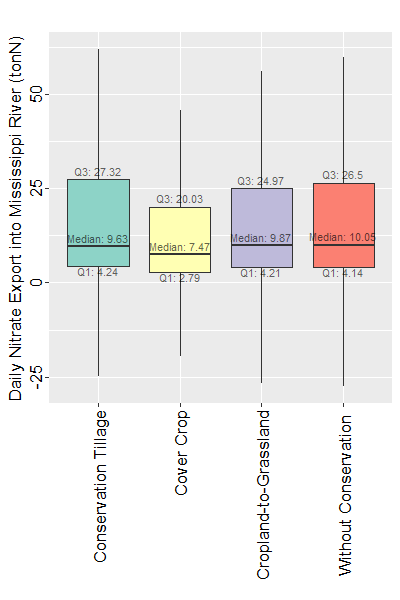 Daily Nitrate Export into Mississippi River (tonN)
50
25
0
-25
Q3: 27.32
Median: 9.63
Q1: 4.24
Q3: 20.03
Median: 7.47
Q1: 2.79
Q3: 24.97
Median: 9.87
Q1: 4.21
Q3: 26.5
Median: 10.05
Q1: 4.14
Conservation Tillage
Cover Crop
Cropland-to-Grassland
Without Conservation